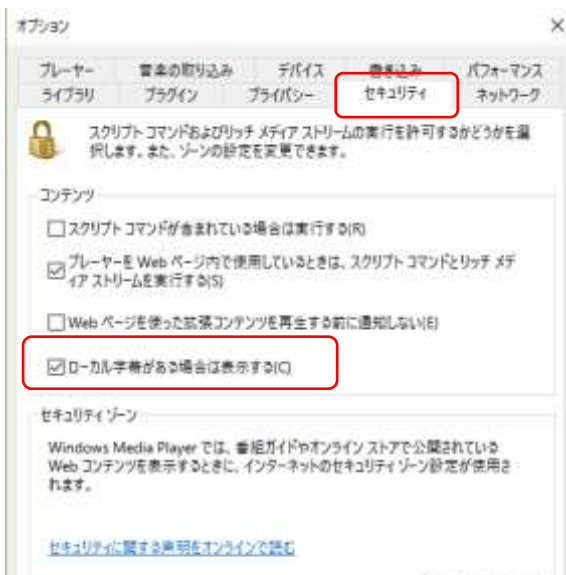 オプション
プレーヤー 音楽の取り込み デバイス 書き込み パフォーマンス
ライブラリ プラグイン プライバシー セキュリティ ネットワーク
スクリプト コマンドおよびリッチ メディア ストリームの実行を許可するかどうかを選
択します。また、ゾーンの設定を変更できます。
コンテンツ
スクリプト コマンドが含まれている場合は実行する(R)
プレーヤーを Web ページ内で使用しているときは、スクリプト コマンドとリッチ メデ
ィア ストリームを実行する(S)
Web ページを使った拡張コンテンツを再生する前に通知しない(E)
ローカル字幕がある場合は表示する(C)
セキュリティ ゾーン
Windows Media Player では、番組ガイドやオンライン ストアで公開されている
Web コンテンツを表示するときに、インターネットのセキュリティ ゾーン設定が使用さ
れます。
セキュリティに関する声明をオンラインで読む